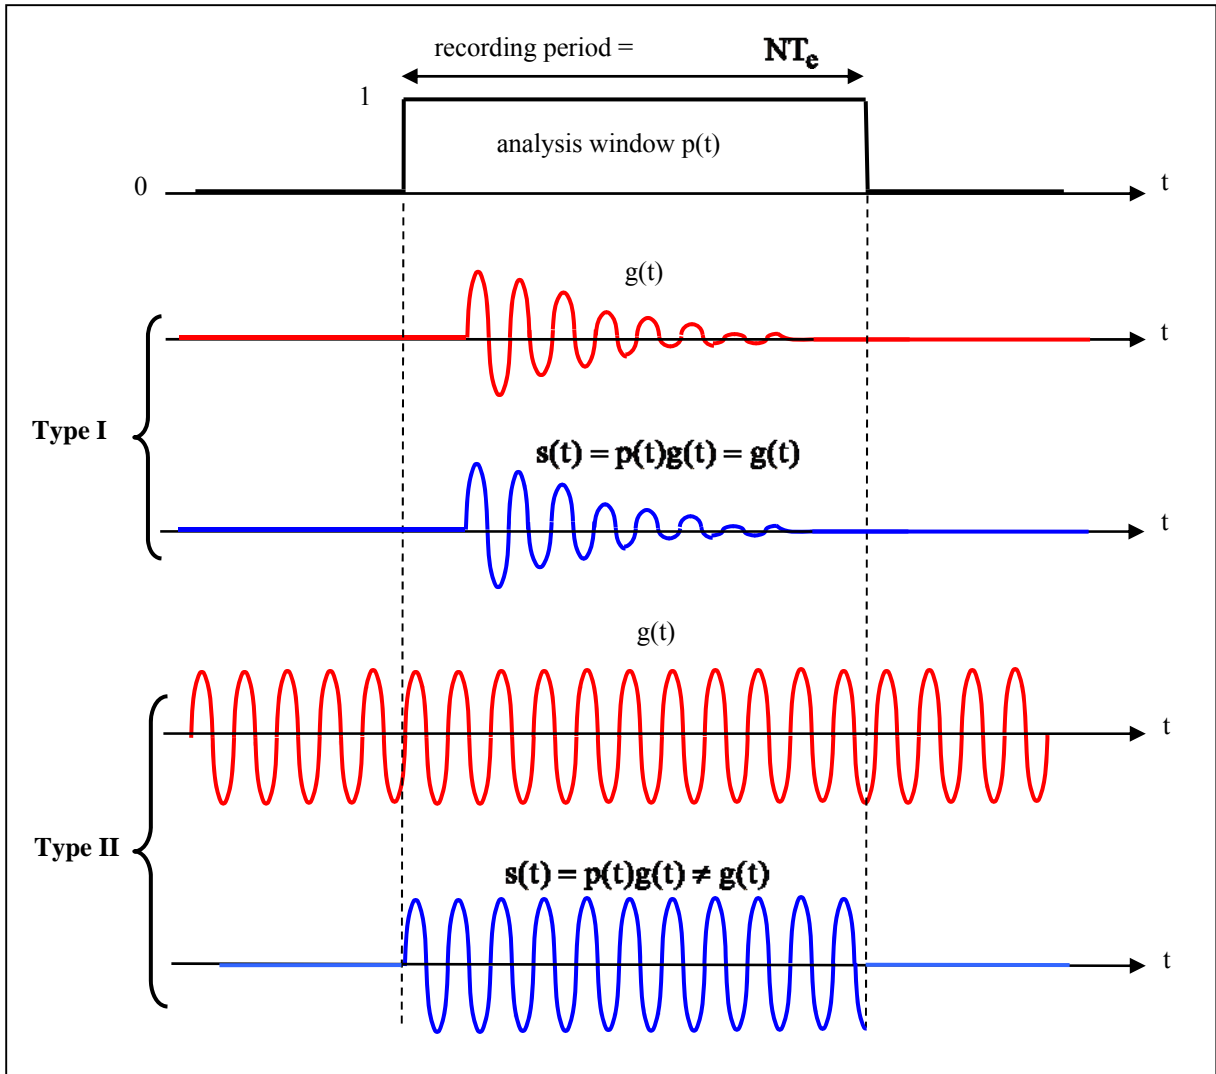 recording period = NTe
1
analysis window p(t)
0
t
g(t)
t
Type I
s(t) = p(t)g(t) = g(t)
t
g(t)
t
Type II
s(t) = p(t)g(t) ≠ g(t)
t